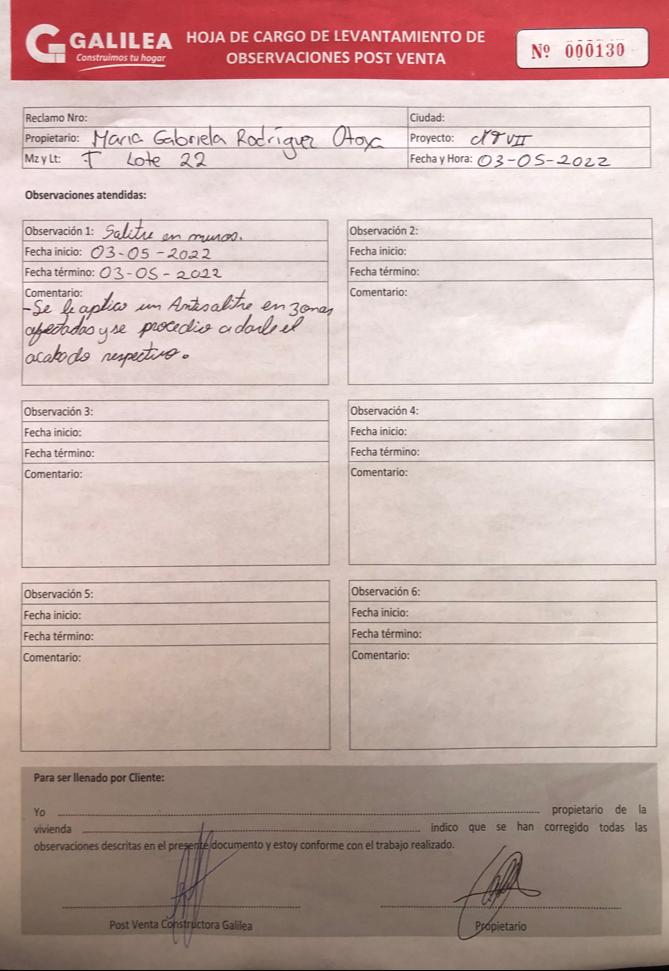 GALILEA
Construimos tu hogar
HOJA DE CARGO DE LEVANTAMIENTO DE
OBSERVACIONES POST VENTA
Nº 000130
Reclamo Nro:
Ciudad:
Propietario: Maria Gabriela Rodríguez Otoya
Proyecto: VII
Mz y Lt: T Lote 22
Fecha y Hora: 03-05-2022
Observaciones atendidas:
Observación 1: Salitre en muros.
Fecha inicio: 03-05-2022
Fecha término: 03-05-2022
Comentario:
-Se le aplico un Antisalitre en zonas
afectadas y se procedio a darle el
acabado respectivo.
Observación 2:
Fecha inicio:
Fecha término:
Comentario:
Observación 3:
Fecha inicio:
Fecha término:
Comentario:
Observación 4:
Fecha inicio:
Fecha término:
Comentario:
Observación 5:
Fecha inicio:
Fecha término:
Comentario:
Observación 6:
Fecha inicio:
Fecha término:
Comentario:
Para ser llenado por Cliente:
Yo ........ propietario de la
vivienda ........ indico que se han corregido todas las
observaciones descritas en el presente documento y estoy conforme con el trabajo realizado.
Post Venta Constructora Galilea
Propietario